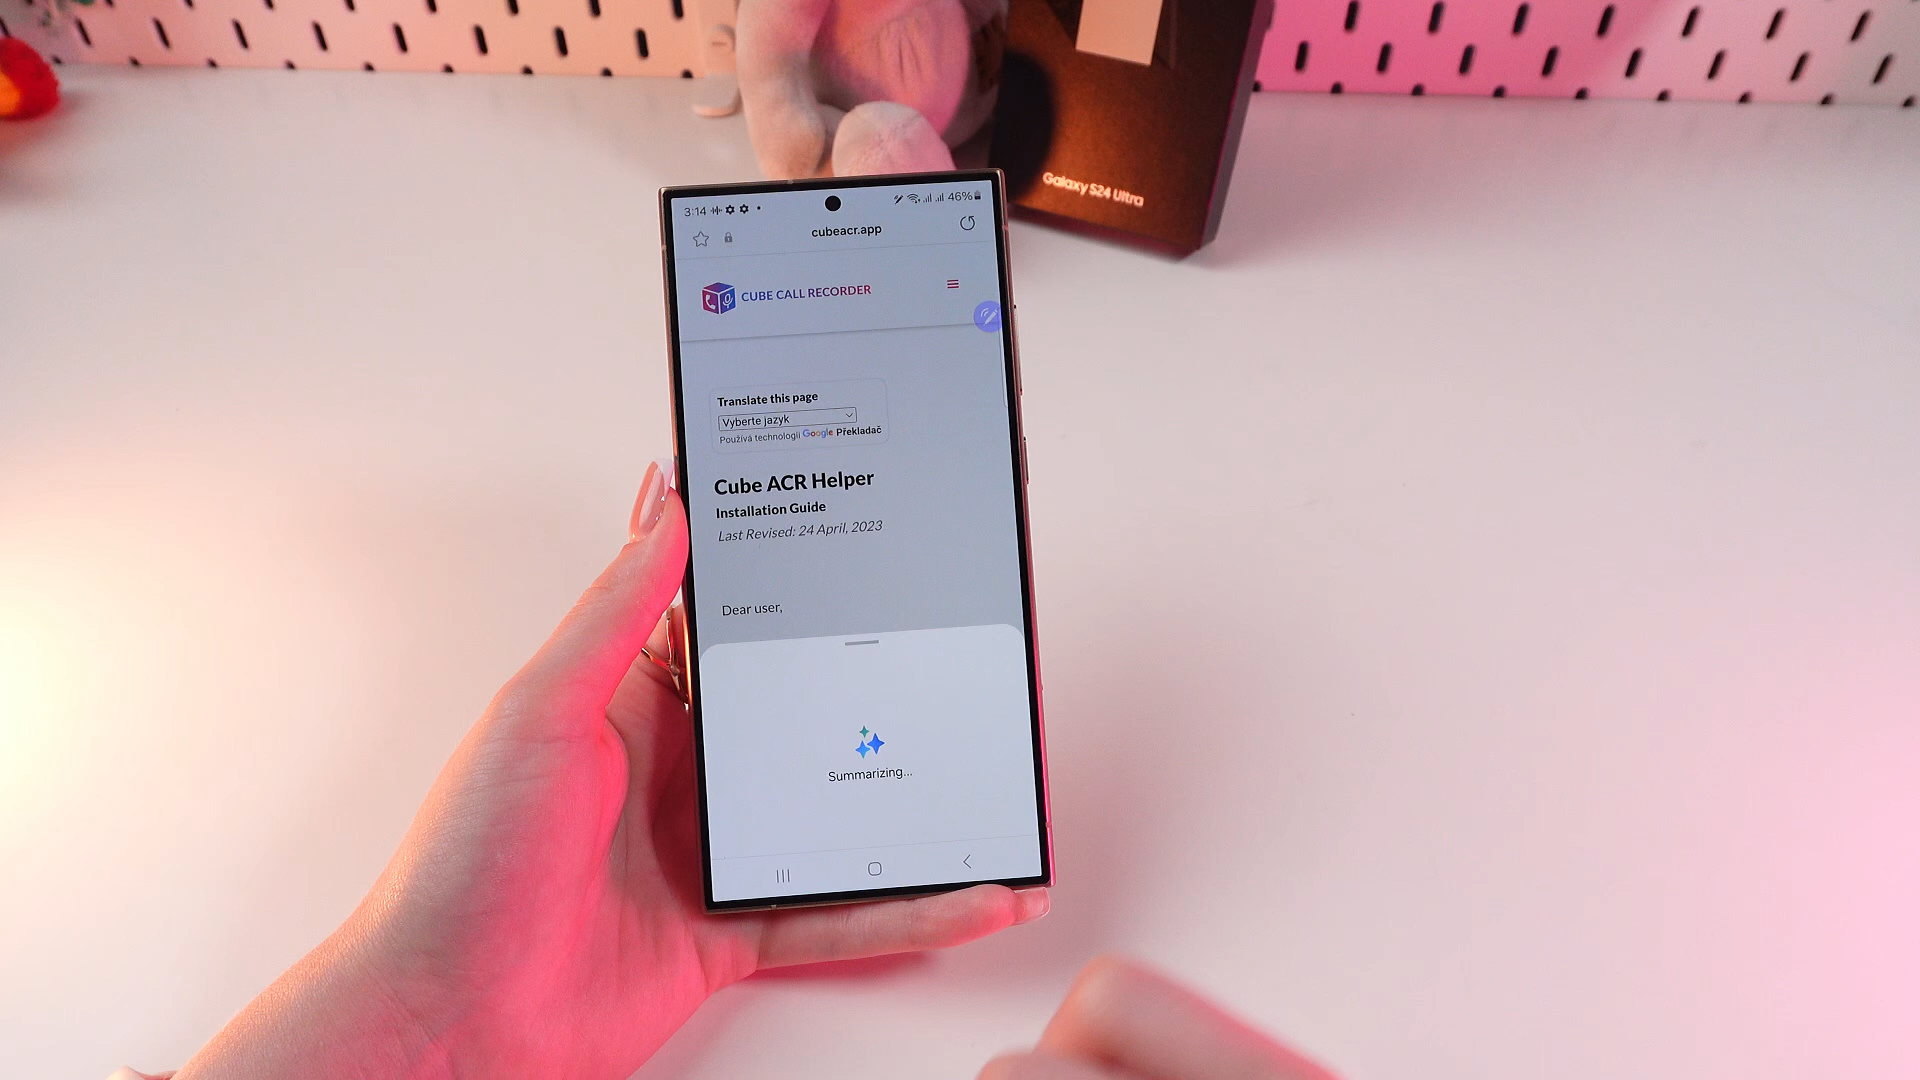 Galaxy S24 Ultra
3:14
46%
cubeacr.app
CUBE CALL RECORDER
Translate this page
Vyberte jazyk
Používá technologii Google Překladač
Cube ACR Helper
Installation Guide
Last Revised: 24 April, 2023
Dear user,
Summarizing...